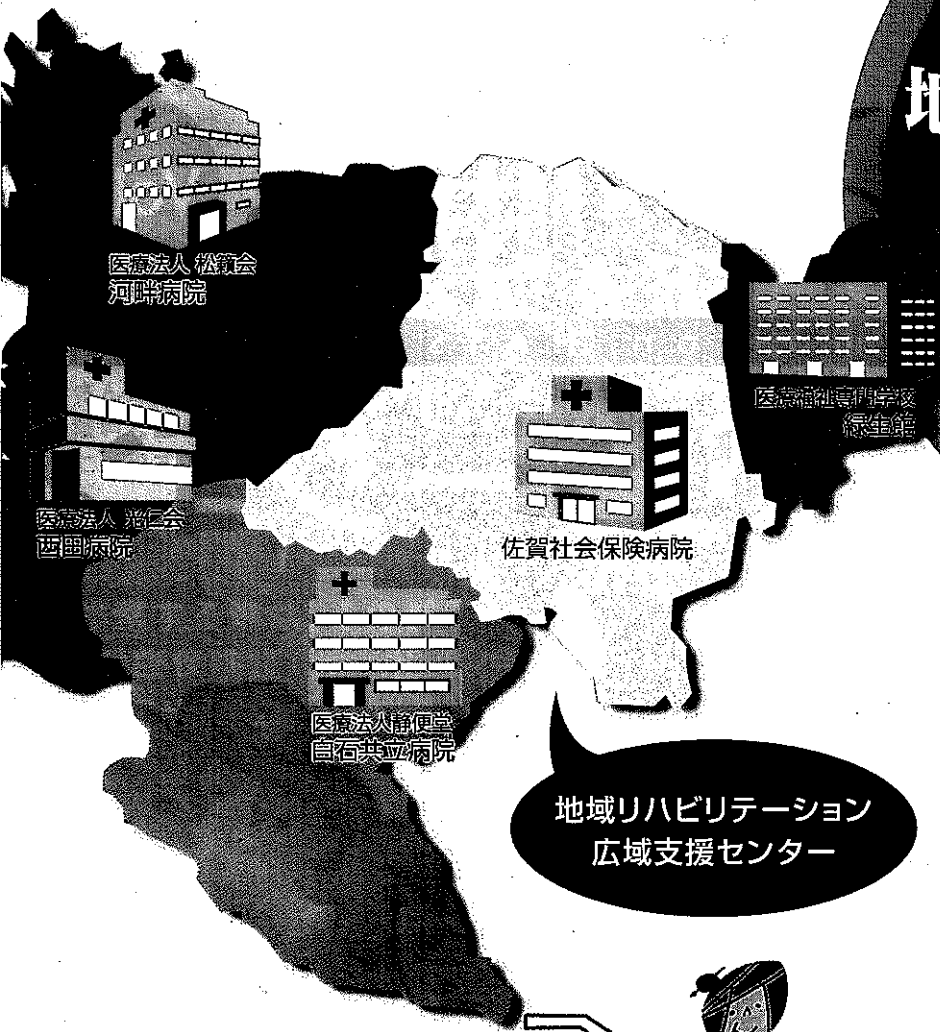 地
医療法人 松籟会
河畔病院
医療福祉専門学校
緑生館
医療法人 光仁会
西田病院
佐賀社会保険病院
医療法人静便堂
白石共立病院
地域リハビリテーション
広域支援センター